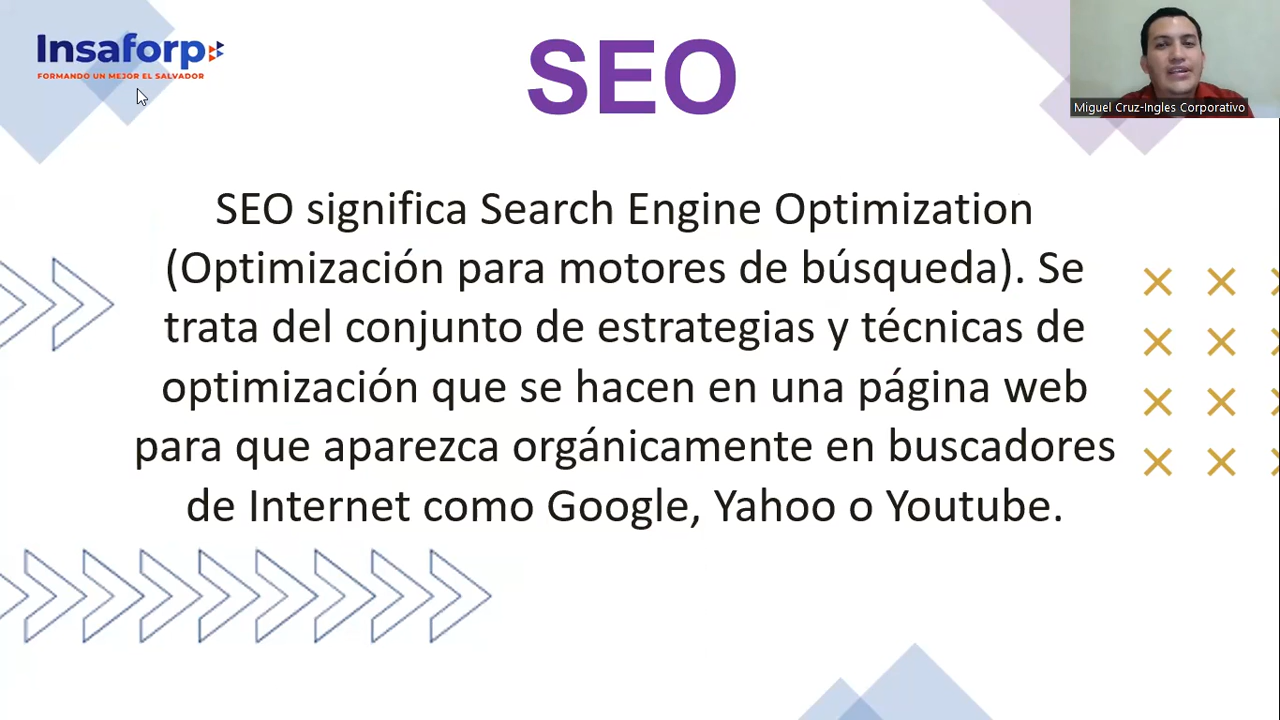 Insaforp
FORMANDO UN MEJOR EL SALVADOR
SEO
Miguel Cruz-Ingles Corporativo
SEO significa Search Engine Optimization
(Optimización para motores de búsqueda). Se
trata del conjunto de estrategias y técnicas de
optimización que se hacen en una página web
para que aparezca orgánicamente en buscadores
de Internet como Google, Yahoo o Youtube.